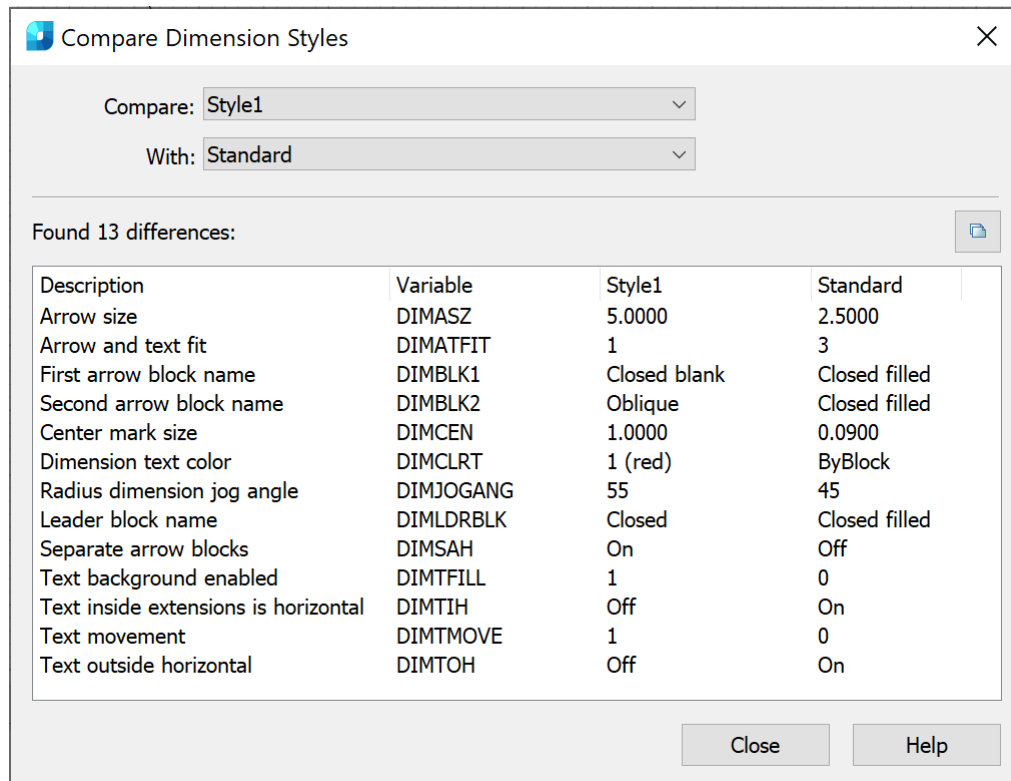 Compare Dimension Styles
Compare: Style1
With: Standard
Found 13 differences:
Description Variable Style1 Standard
Arrow size DIMASZ 5.0000 2.5000
Arrow and text fit DIMATFIT 1 3
First arrow block name DIMBLK1 Closed blank Closed filled
Second arrow block name DIMBLK2 Oblique Closed filled
Center mark size DIMCEN 1.0000 0.0900
Dimension text color DIMCLRT 1 (red) ByBlock
Radius dimension jog angle DIMJOGANG 55 45
Leader block name DIMLDRBLK Closed Closed filled
Separate arrow blocks DIMSAH On Off
Text background enabled DIMTFILL 1 0
Text inside extensions is horizontal DIMTIH Off On
Text movement DIMTMOVE 1 0
Text outside horizontal DIMTOH Off On
Close Help